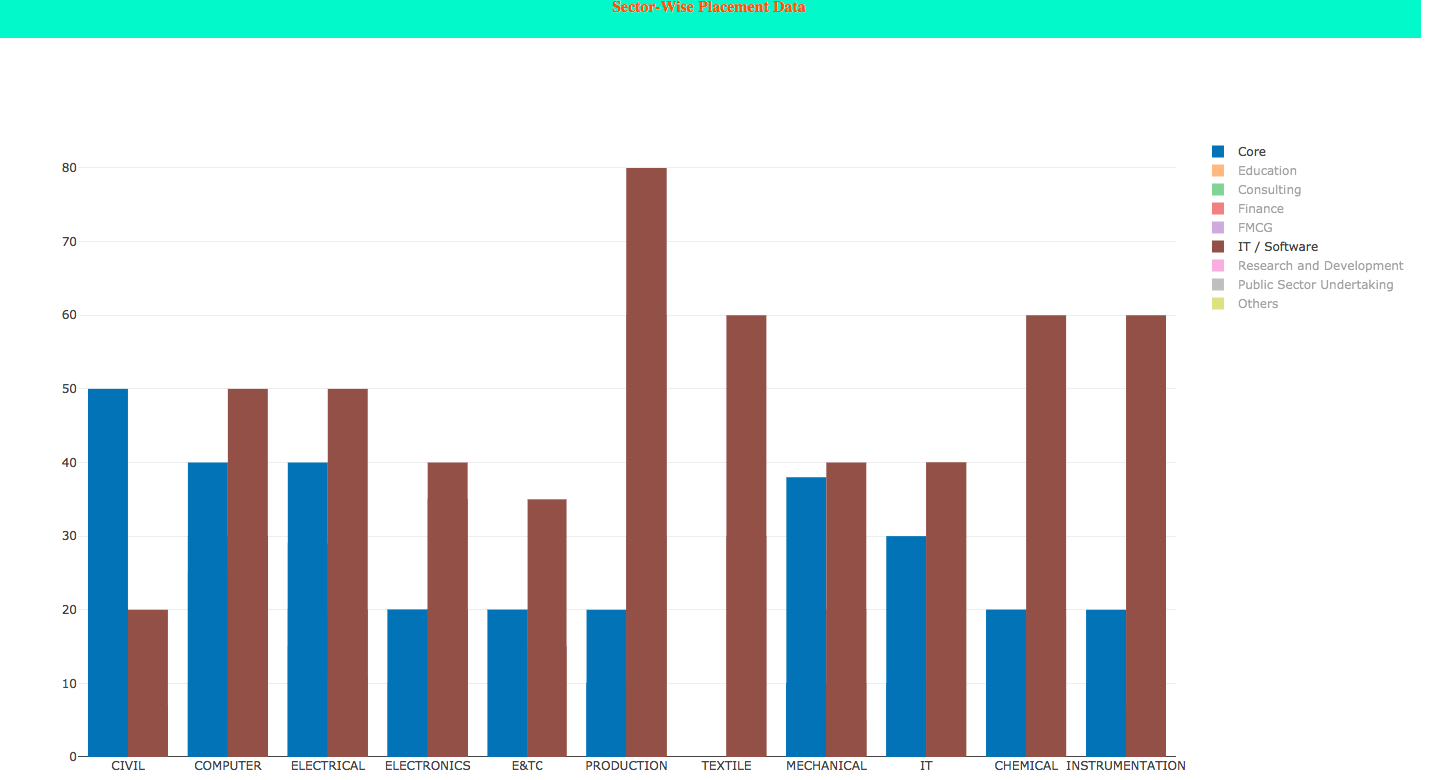 Sector-Wise Placement Data
Core
Education
Consulting
Finance
FMCG
IT / Software
Research and Development
Public Sector Undertaking
Others
80
70
60
50
40
30
20
10
0
CIVIL COMPUTER ELECTRICAL ELECTRONICS E&TC PRODUCTION TEXTILE MECHANICAL IT CHEMICAL INSTRUMENTATION